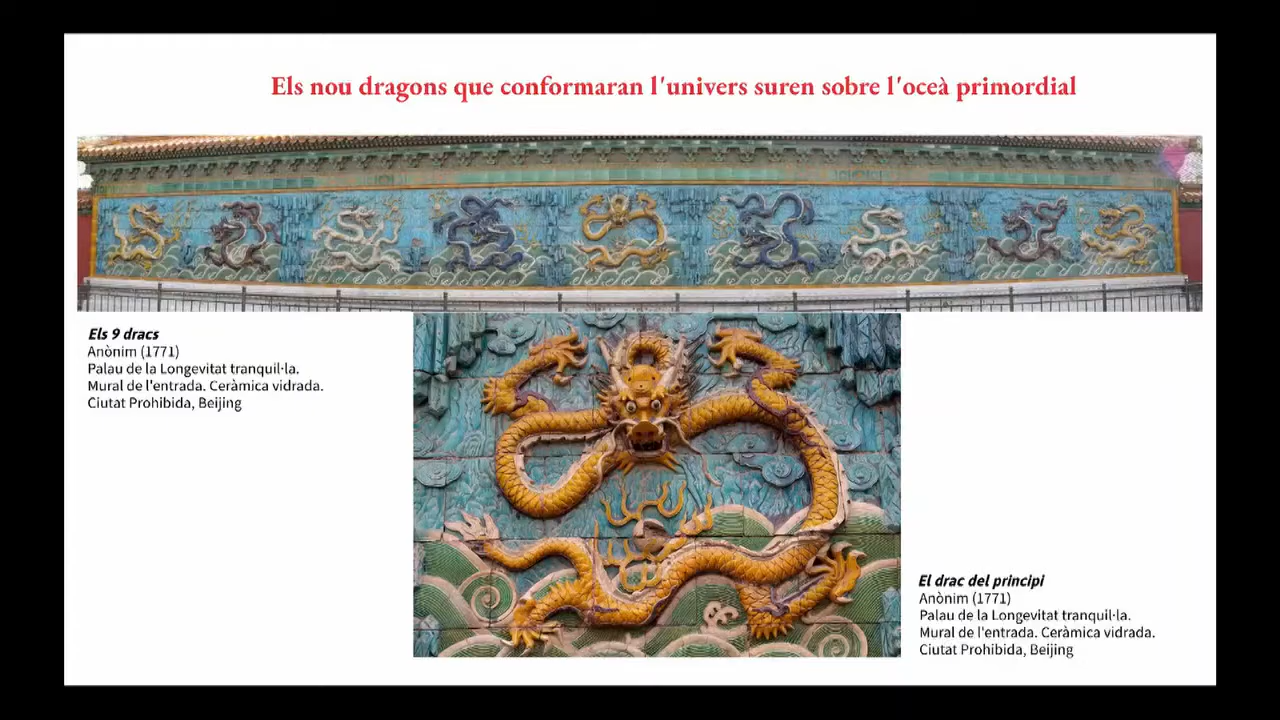 Els nou dragons que conformaran l'univers suren sobre l'oceà primordial
Els 9 dracs
Anònim (1771)
Palau de la Longevitat tranquil·la.
Mural de l'entrada. Ceràmica vidrada.
Ciutat Prohibida, Beijing
El drac del principi
Anònim (1771)
Palau de la Longevitat tranquil·la.
Mural de l'entrada. Ceràmica vidrada.
Ciutat Prohibida, Beijing